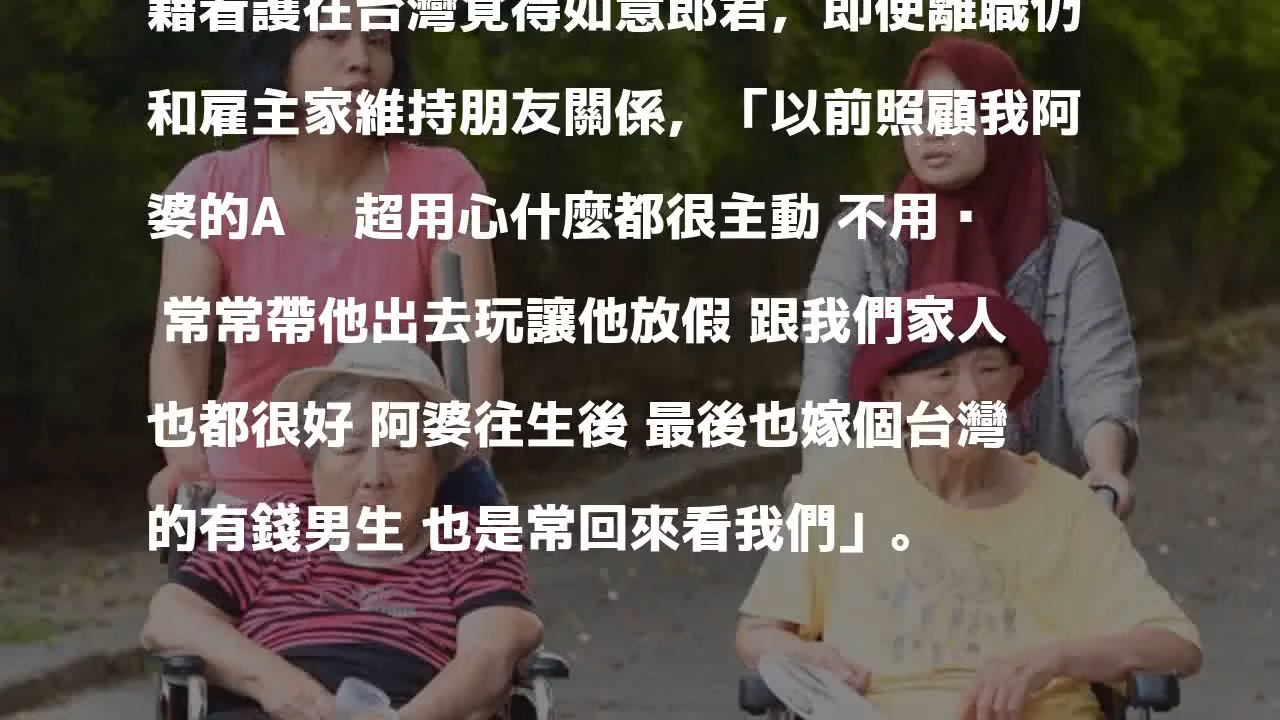 籍看護在台灣覓得如意郎君，即使離職仍
和雇主家維持朋友關係，「以前照顧我阿
婆的A 超用心什麼都很主動 不用·
常常帶他出去玩讓他放假 跟我們家人
也都很好 阿婆往生後 最後也嫁個台灣
的有錢男生 也是常回來看我們」。